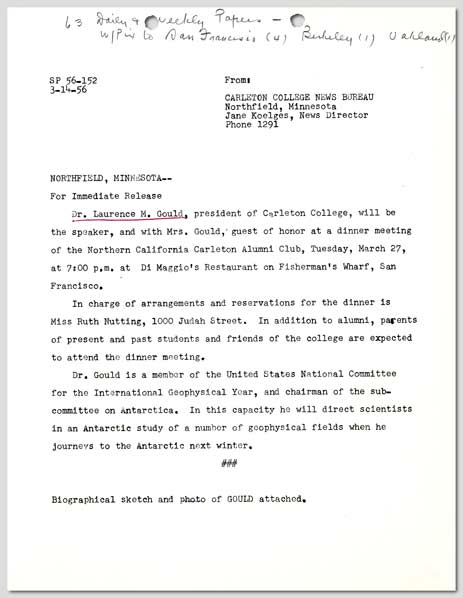 63 Daily & Weekly Papers -
w/Pix to San Francisco (4) Berkeley (1) Oakland (1)
SP 56-152
3-14-56
From:
CARLETON COLLEGE NEWS BUREAU
Northfield, Minnesota
Jane Koelges, News Director
Phone 1291
NORTHFIELD, MINNESOTA--
For Immediate Release
Dr. Laurence M. Gould, president of Carleton College, will be
the speaker, and with Mrs. Gould, guest of honor at a dinner meeting
of the Northern California Carleton Alumni Club, Tuesday, March 27,
at 7:00 p.m. at Di Maggio's Restaurant on Fisherman's Wharf, San
Francisco.
In charge of arrangements and reservations for the dinner is
Miss Ruth Nutting, 1000 Judah Street. In addition to alumni, parents
of present and past students and friends of the college are expected
to attend the dinner meeting.
Dr. Gould is a member of the United States National Committee
for the International Geophysical Year, and chairman of the sub-
committee on Antarctica. In this capacity he will direct scientists
in an Antarctic study of a number of geophysical fields when he
journeys to the Antarctic next winter.
###
Biographical sketch and photo of GOULD attached.